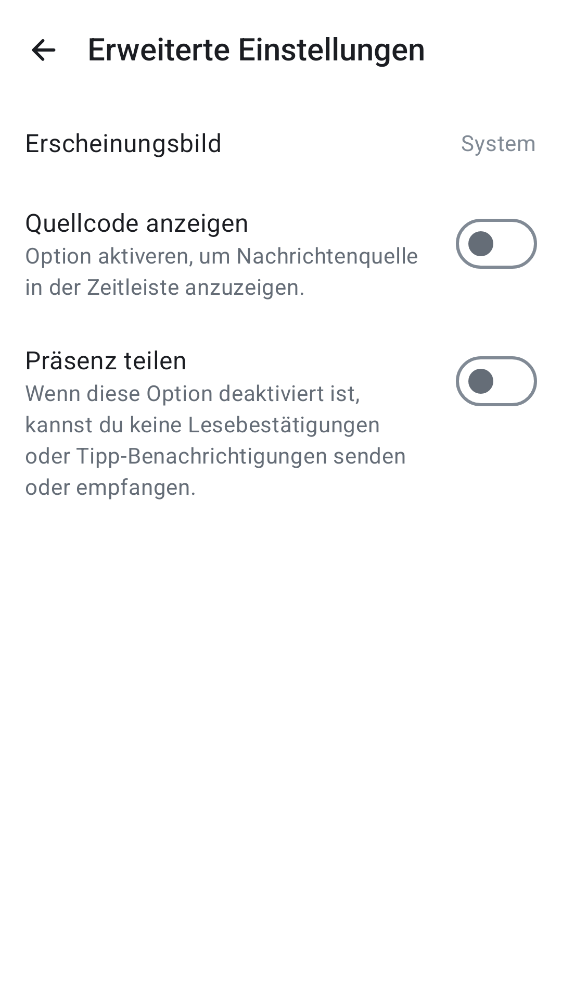 Erweiterte Einstellungen
Erscheinungsbild System
Quellcode anzeigen
Option aktiveren, um Nachrichtenquelle
in der Zeitleiste anzuzeigen.
Präsenz teilen
Wenn diese Option deaktiviert ist,
kannst du keine Lesebestätigungen
oder Tipp-Benachrichtigungen senden
oder empfangen.